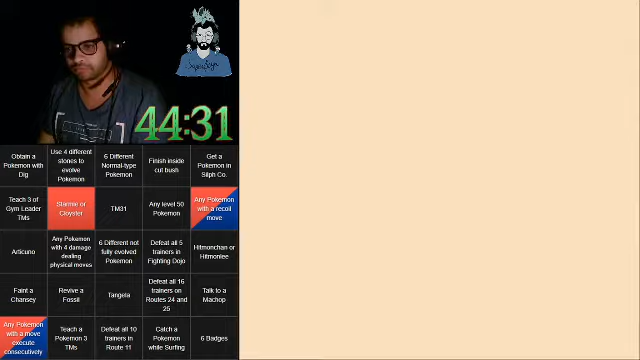 44:31
Obtain a
Pokemon with
Dig
Use 4 different
stones to
evolve
Pokemon
6 Different
Normal-type
Pokemon
Finish inside
cut bush
Get a
Pokemon in
Silph Co.
Teach 3 of
Gym Leader
TMs
Starmie or
Cloyster
TM31
Any level 50
Pokemon
Any Pokemon
with a recoil
move
Articuno
Any Pokemon
with 4 damage
dealing
physical moves
6 Different not
fully evolved
Pokemon
Defeat all 5
trainers in
Fighting Dojo
Hitmonchan or
Hitmonlee
Faint a
Chansey
Revive a
Fossil
Tangela
Defeat all 16
trainers on
Routes 24 and
25
Talk to a
Machop
Any Pokemon
with a move
execute
consecutively
Teach a
Pokemon 3
TMs
Defeat all 10
trainers in
Route 11
Catch a
Pokemon
while Surfing
6 Badges